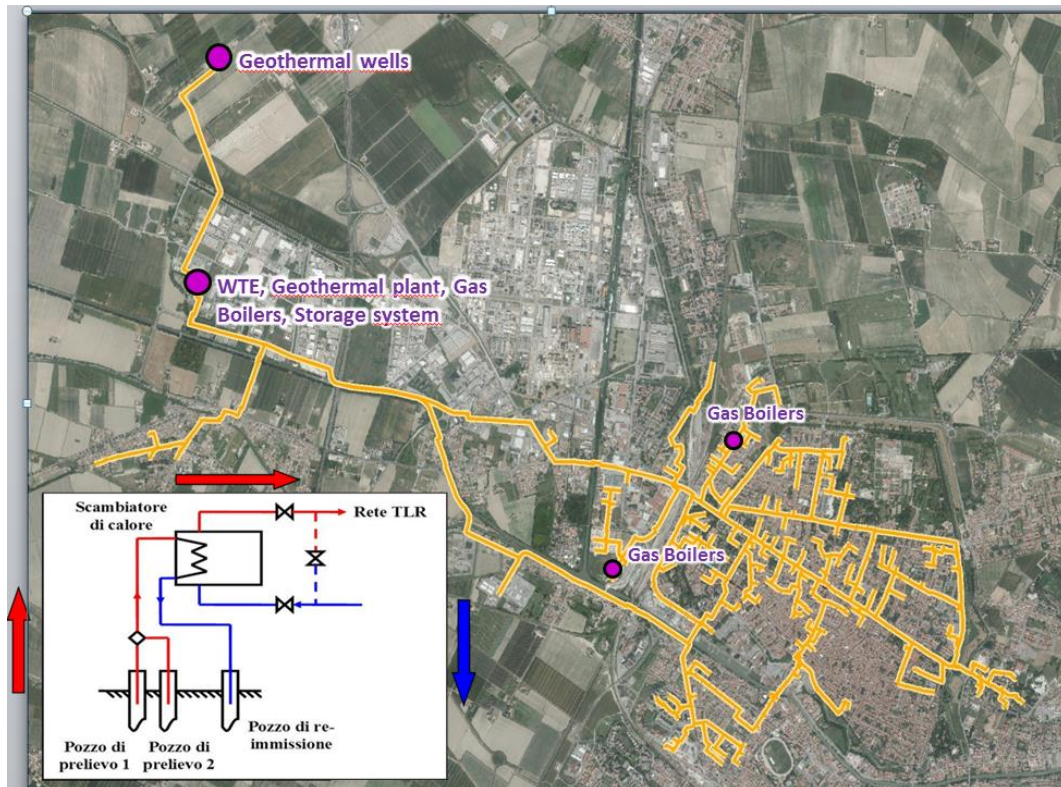 Geothermal wells
WTE, Geothermal plant, Gas
Boilers, Storage system
Gas Boilers
Gas Boilers
Scambiatore
di calore
Rete TLR
Pozzo di
prelievo 1
Pozzo di
prelievo 2
Pozzo di re-
immissione